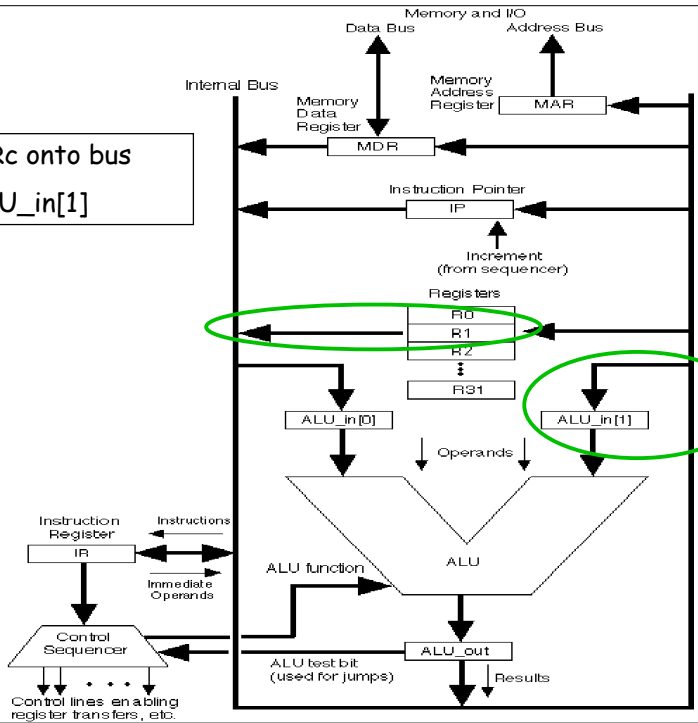 Memory and I/O
Data Bus
Address Bus
Internal Bus
Memory
Data
Register
Memory
Address
Register
MAR
MDR
Rc onto bus
U_in[1]
Instruction Pointer
IP
Increment
(from sequencer)
Registers
R0
R1
R2
R31
ALU_in[0]
ALU_in[1]
Operands
Instruction
Register
Instructions
IR
Immediate
Operands
ALU function
ALU
Control
Sequencer
ALU_out
ALU test bit
(used for jumps)
Results
Control lines enabling
register transfers, etc.